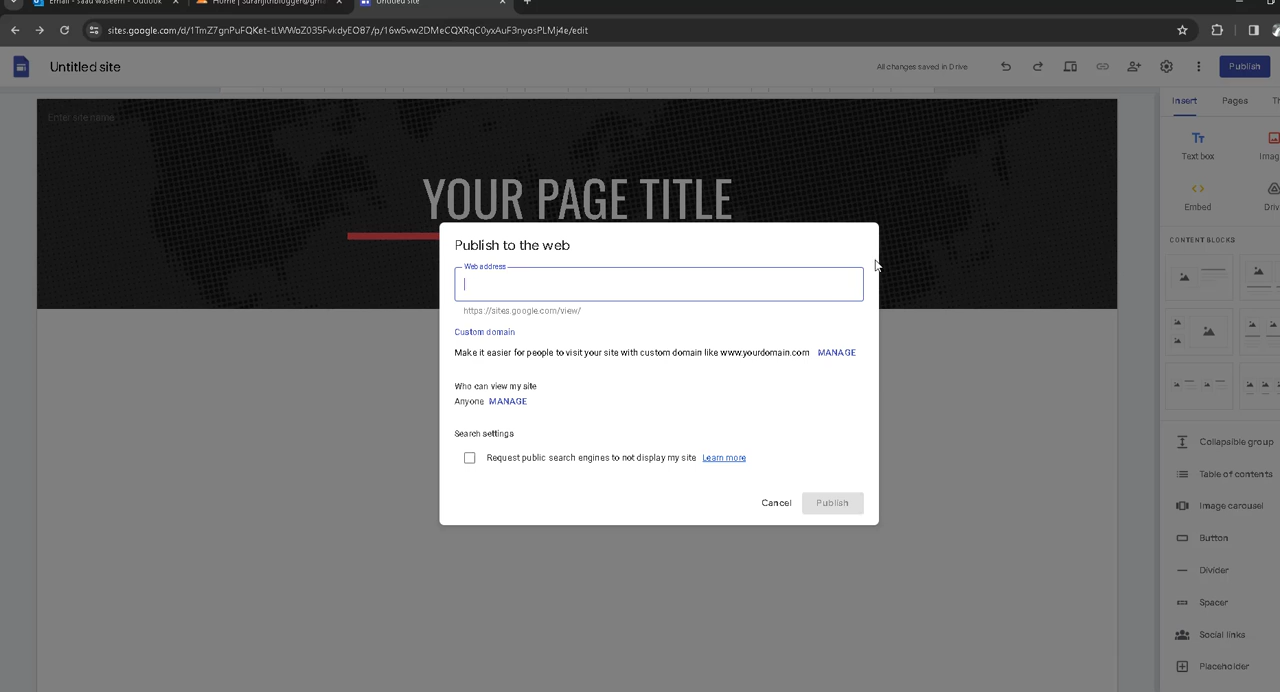 Email - saad waseem - Outlook
Home | Suranjithblogger@gm
Untitled site
sites.google.com/d/1TmZ7gnPuFQKet-tLWWoZ035FvkdyEO87/p/16w5vw2DMeCQXRqC0yxAuF3nyosPLMj4e/edit
Untitled site
All changes saved in Drive
Publish
Enter site name
Insert
Pages
Th
Text box
Imag
Embed
Driv
CONTENT BLOCKS
YOUR PAGE TITLE
Publish to the web
Web address
https://sites.google.com/view/
Custom domain
Make it easier for people to visit your site with custom domain like www.yourdomain.com MANAGE
Who can view my site
Anyone MANAGE
Search settings
Request public search engines to not display my site Learn more
Cancel
Publish
Collapsible group
Table of contents
Image carousel
Button
Divider
Spacer
Social links
Placeholder